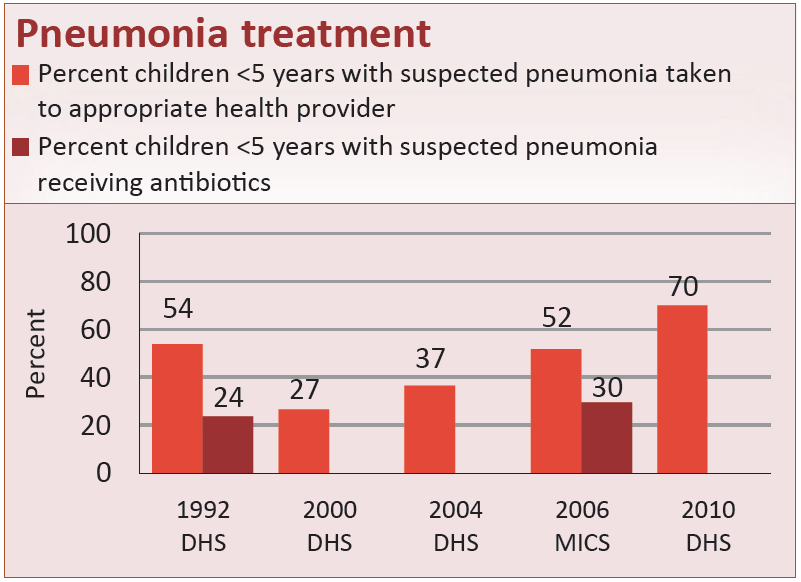 Pneumonia treatment
Percent children <5 years with suspected pneumonia taken
to appropriate health provider
Percent children <5 years with suspected pneumonia
receiving antibiotics
Percent
100
80
60
40
20
0
54
24
27
37
52
30
70
1992
DHS
2000
DHS
2004
DHS
2006
MICS
2010
DHS